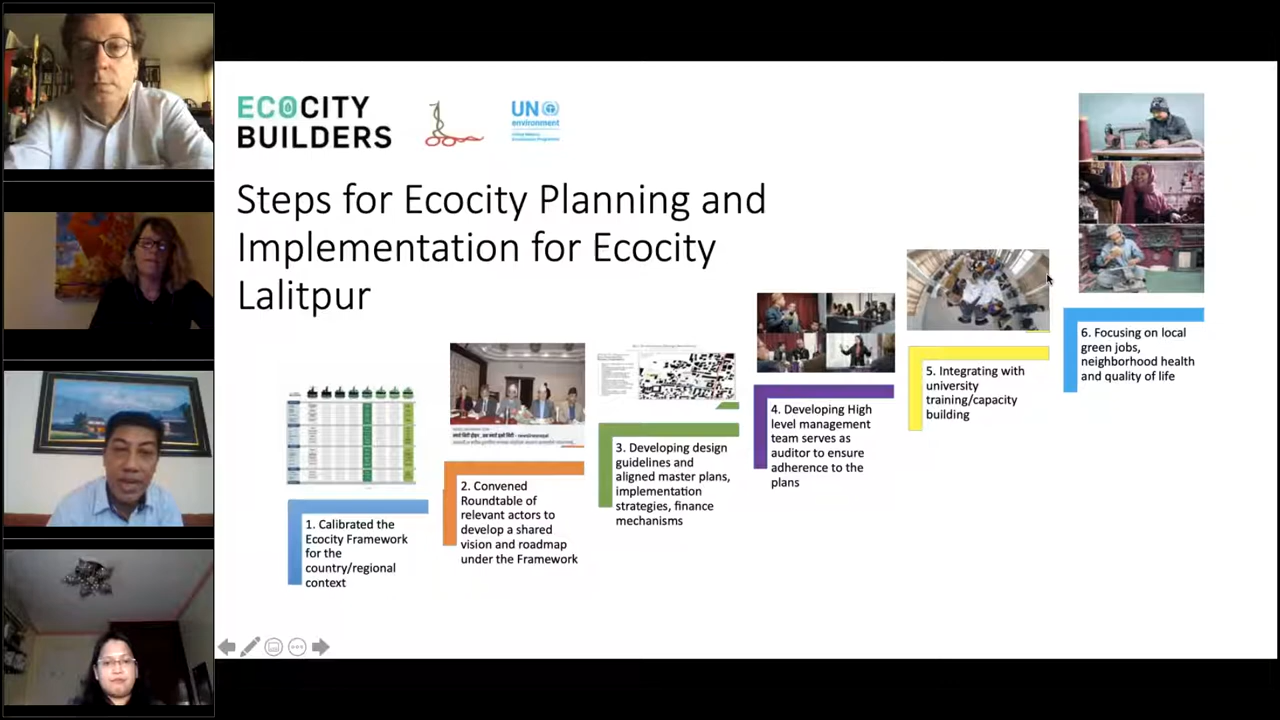 ECOCITY
BUILDERS
UN
environment
Steps for Ecocity Planning and
Implementation for Ecocity
Lalitpur
1. Calibrated the
Ecocity Framework
for the
country/regional
context
2. Convened
Roundtable of
relevant actors to
develop a shared
vision and roadmap
under the Framework
3. Developing design
guidelines and
aligned master plans,
implementation
strategies, finance
mechanisms
4. Developing High
level management
team serves as
auditor to ensure
adherence to the
plans
5. Integrating with
university
training/capacity
building
6. Focusing on local
green jobs,
neighborhood health
and quality of life